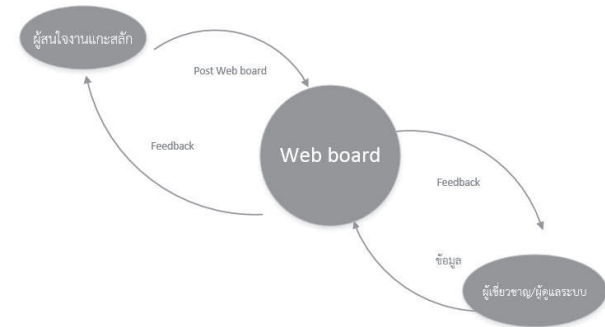 ผู้สนใจงานแกะสลัก
Post Web board
Feedback
Web board
Feedback
ข้อมูล
ผู้เชี่ยวชาญ/ผู้ดูแลระบบ